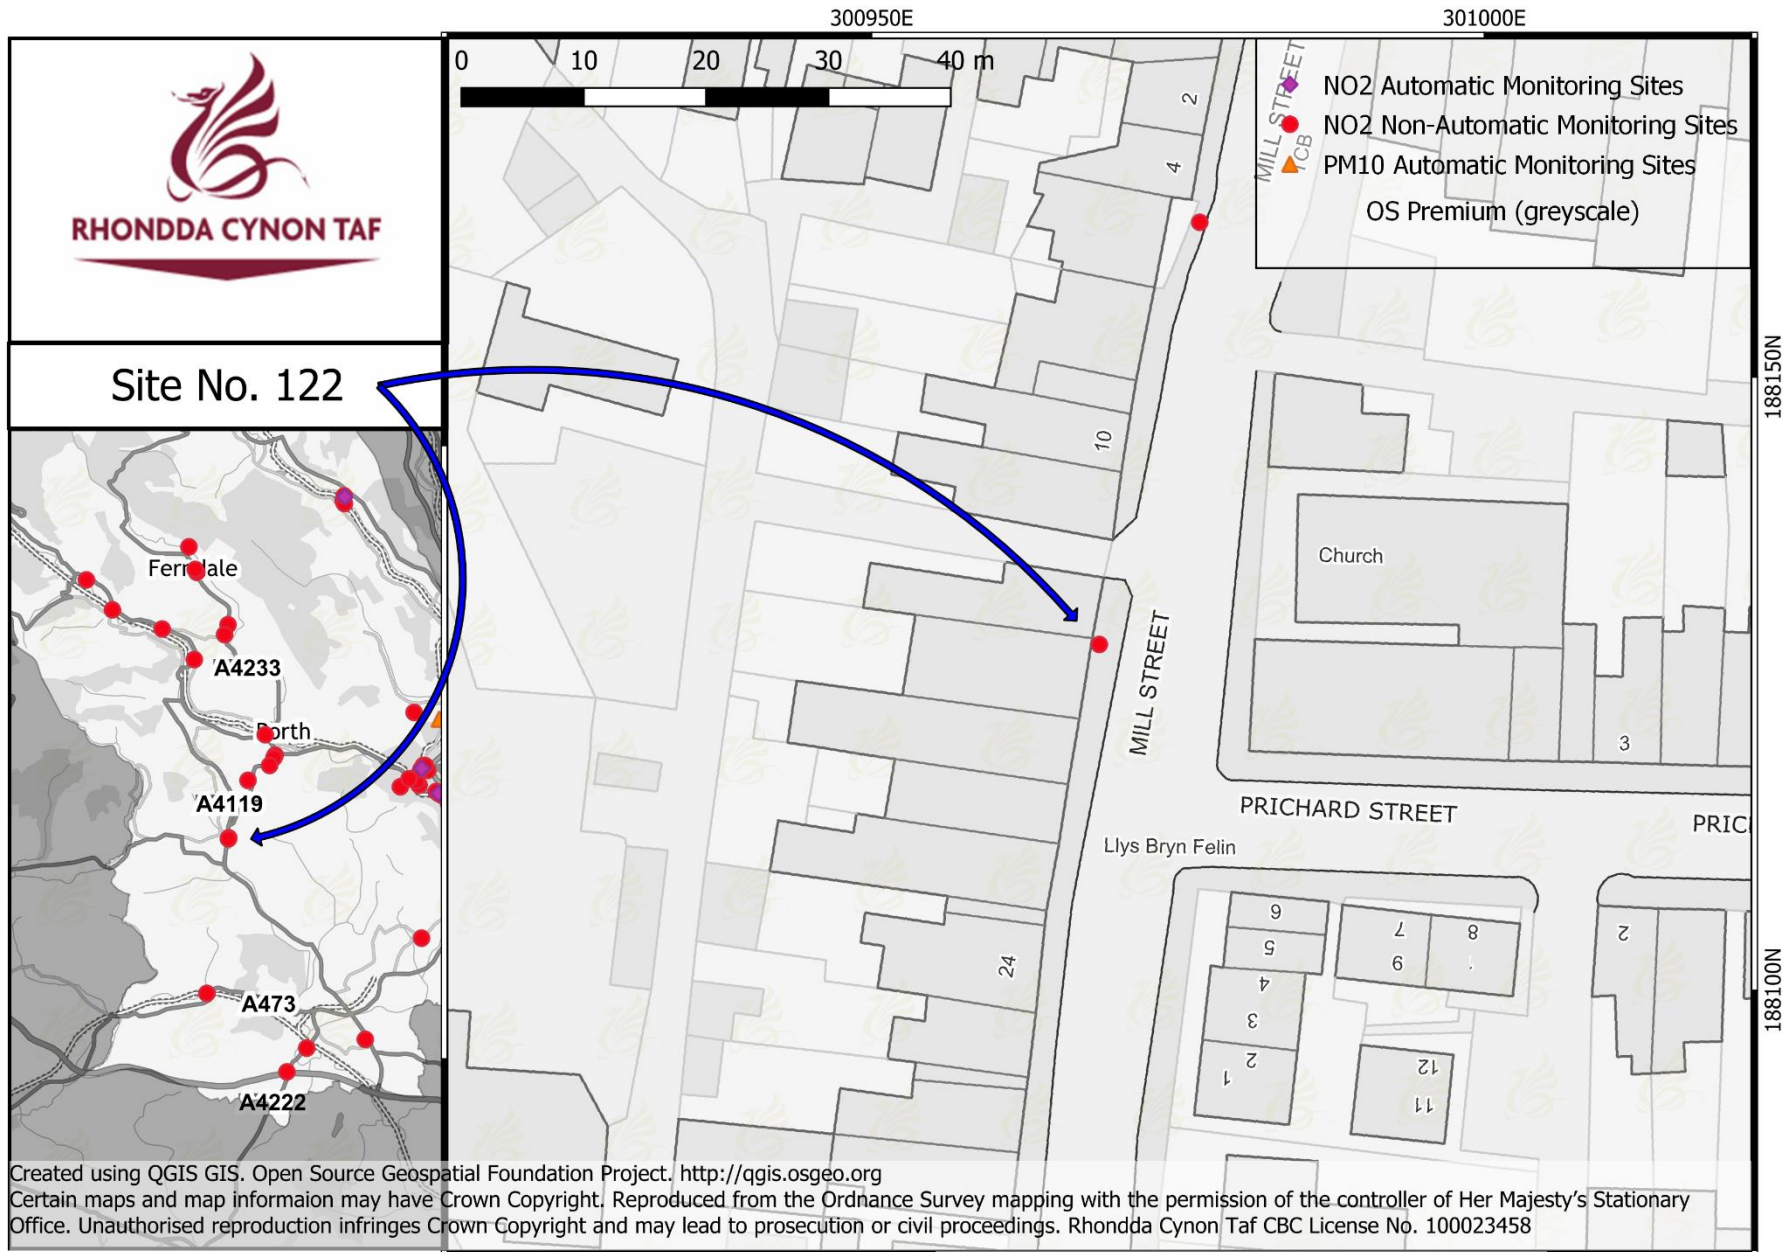 300950E
301000E
RHONDDA CYNON TAF
Site No. 122
0 10 20 30 40 m
NO2 Automatic Monitoring Sites
NO2 Non-Automatic Monitoring Sites
PM10 Automatic Monitoring Sites
OS Premium (greyscale)
MILL STREET
TCB
2
4
10
188150N
Church
MILL STREET
3
PRICHARD STREET
Llys Bryn Felin
24
6
5
4
3
2
1
7
9
8
12
11
2
188100N
Ferndale
A4233
Porth
A4119
A473
A4222
Created using QGIS GIS. Open Source Geospatial Foundation Project. http://qgis.osgeo.org
Certain maps and map informaion may have Crown Copyright. Reproduced from the Ordnance Survey mapping with the permission of the controller of Her Majesty's Stationary
Office. Unauthorised reproduction infringes Crown Copyright and may lead to prosecution or civil proceedings. Rhondda Cynon Taf CBC License No. 100023458